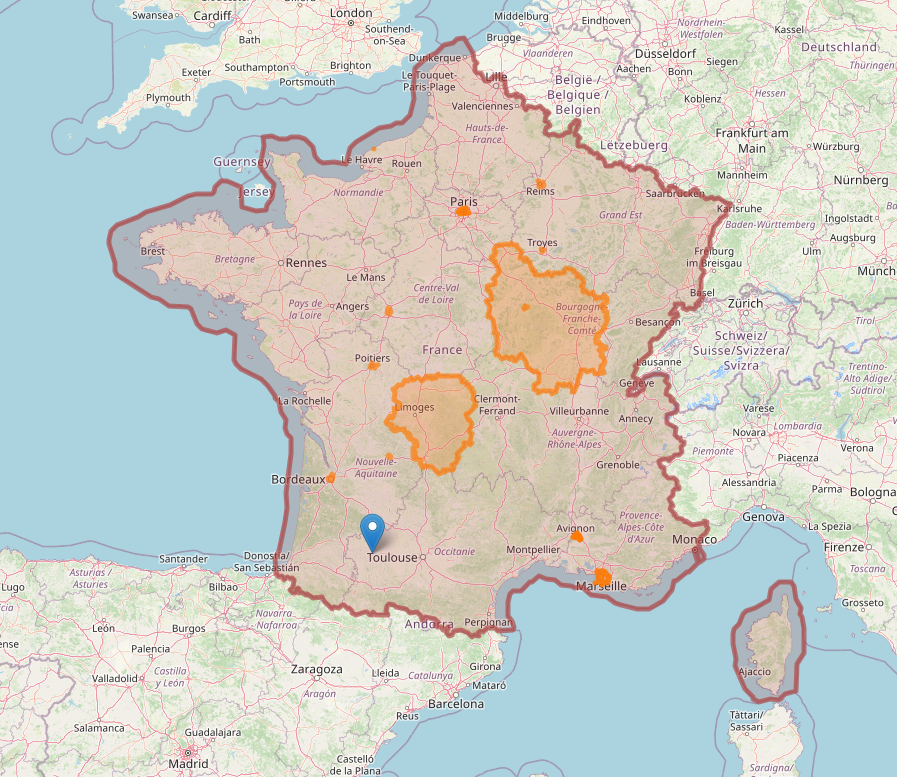 London
Swansea
Cardiff
Middelburg
Eindhoven
Nordrhein-
Westfalen
Kassel
Southend-
on-Sea
Bath
Brugge
Düsseldorf
Deutschland
Vlaanderen
Brighton
Dunkerque
Aachen
Siegen
Thüringen
Exeter
Southampton
Bonn
Portsmouth
Le Touquet-
Paris-Plage
Lille
België /
Belgique /
Belgien
Hessen
Plymouth
Valenciennes
Koblenz
Hauts-de-
France
Frankfurt am
Main
Lëtzebuerg
Würzburg
Guernsey
Le Havre
Rouen
Mannheim
Nürnberg
Jersey
Normandie
Reims
Saarbrücken
Paris
Karlsruhe
Grand Est
Ingolstadt
Baden-Württemberg
Augsburg
Brest
Troyes
Freiburg
im Breisgau
Ulm
Bretagne
Rennes
Münch
Le Mans
Centre-Val
de Loire
Basel
Pays de
la Loire
Angers
Bourgogne
Franche-
Comté
Zürich
Besançon
Tirol
Schweiz/
Suisse/Svizzera/
Svizra
France
Poitiers
Lausanne
Trentino-
Alto Adige/
Südtirol
Genève
La Rochelle
Limoges
Clermont-
Ferrand
Villeurbanne
Annecy
Varese
Lombardia
Novara
Auvergne-
Rhône-Alpes
Verona
Piemonte
Piacenza
Nouvelle-
Aquitaine
Grenoble
Bordeaux
Alessandria
Parma
Bologna
Genova
Provence-
Alpes-Côte
d'Azur
Avignon
La Spezia
Monaco
Firenze
Toulouse
Occitanie
Montpellier
Santander
Donostia/
San Sebastián
Toscana
Asturias /
Asturies
Lugo
Bilbao
Marseille
Grosseto
Navarra -
Nafarroa
Andorra
Perpignan
León
Burgos
Palencia
Zaragoza
Lleida
Girona
Catalunya
Ajaccio
Valladolid
Castilla
y León
Mataró
Aragón
Barcelona
Reus
Tàtari/
Sassari
Salamanca
Guadalajara
Castelló
de la Plana
Madrid
Sardigna/